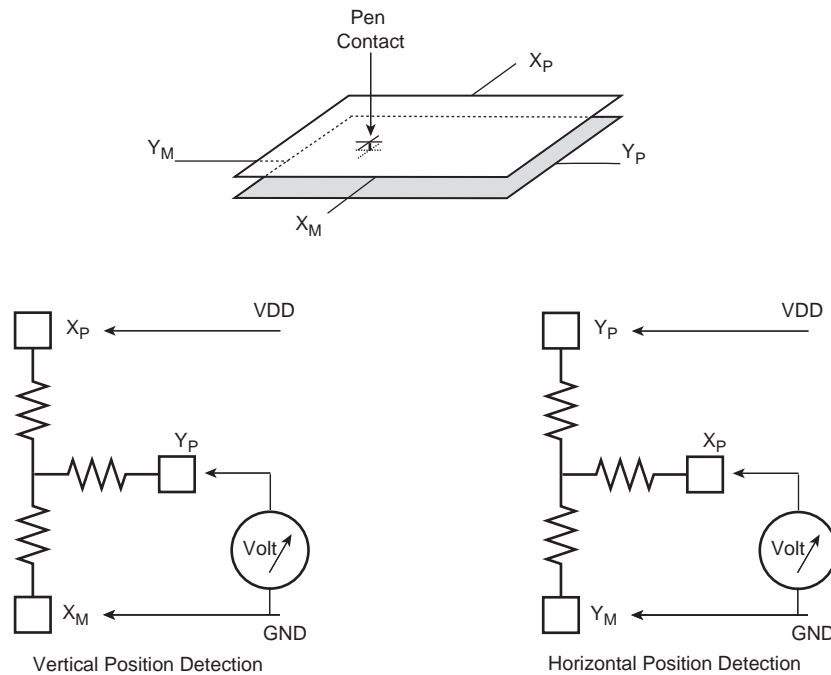 Pen
Contact
X_P
Y_M
Y_P
X_M
VDD
X_P
Y_P
Volt
X_M
GND
Vertical Position Detection
VDD
Y_P
X_P
Volt
Y_M
GND
Horizontal Position Detection